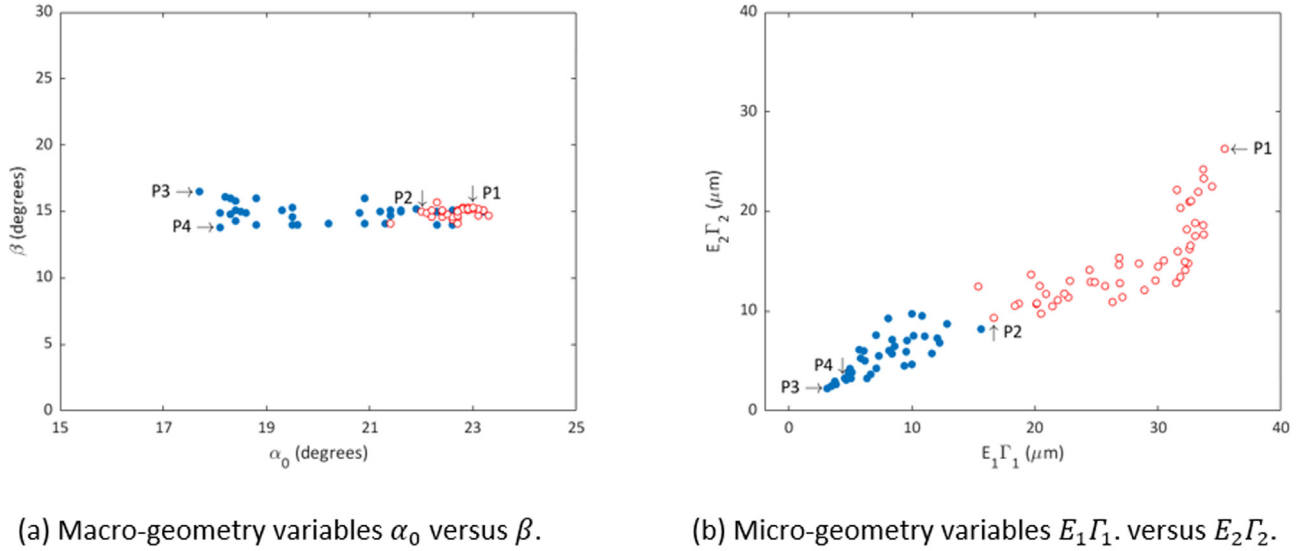 30
25
20
15
10
5
0
β (degrees)
P3 →
P4 →
P2 ↓
P1 ↓
15 17 19 21 23 25
α₀ (degrees)
40
30
20
10
0
E₂Γ₂ (μm)
← P1
↑ P2
P4 ↓
P3 →
0 10 20 30 40
E₁Γ₁ (μm)
(a) Macro-geometry variables α₀ versus β.
(b) Micro-geometry variables E₁Γ₁. versus E₂Γ₂.